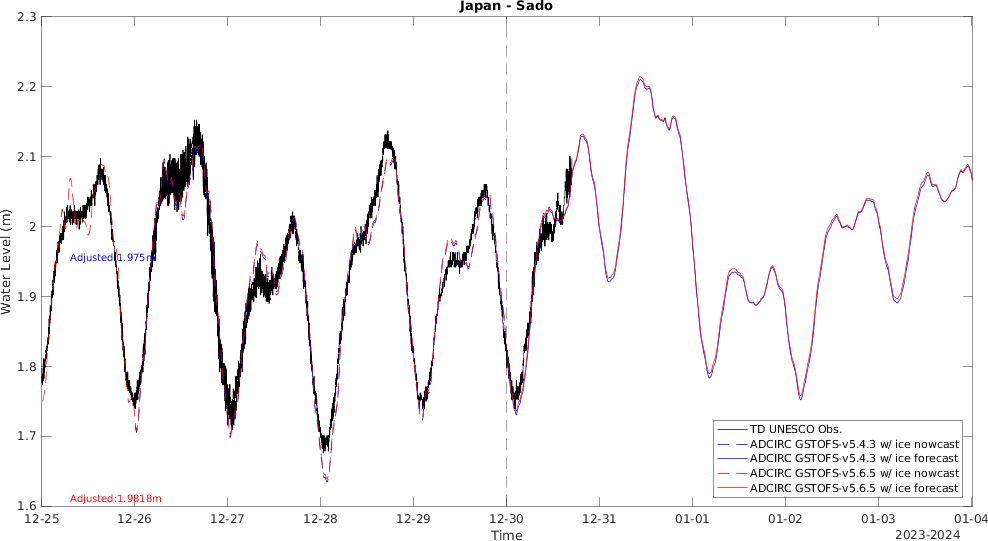 Japan - Sado
2.3
2.2
2.1
2
1.9
1.8
1.7
1.6
Water Level (m)
Adjusted:1.975m
Adjusted:1.9818m
TD UNESCO Obs.
ADCIRC GSTOFS-v5.4.3 w/ ice nowcast
ADCIRC GSTOFS-v5.4.3 w/ ice forecast
ADCIRC GSTOFS-v5.6.5 w/ ice nowcast
ADCIRC GSTOFS-v5.6.5 w/ ice forecast
12-25 12-26 12-27 12-28 12-29 12-30 12-31 01-01 01-02 01-03 01-04
Time
2023-2024